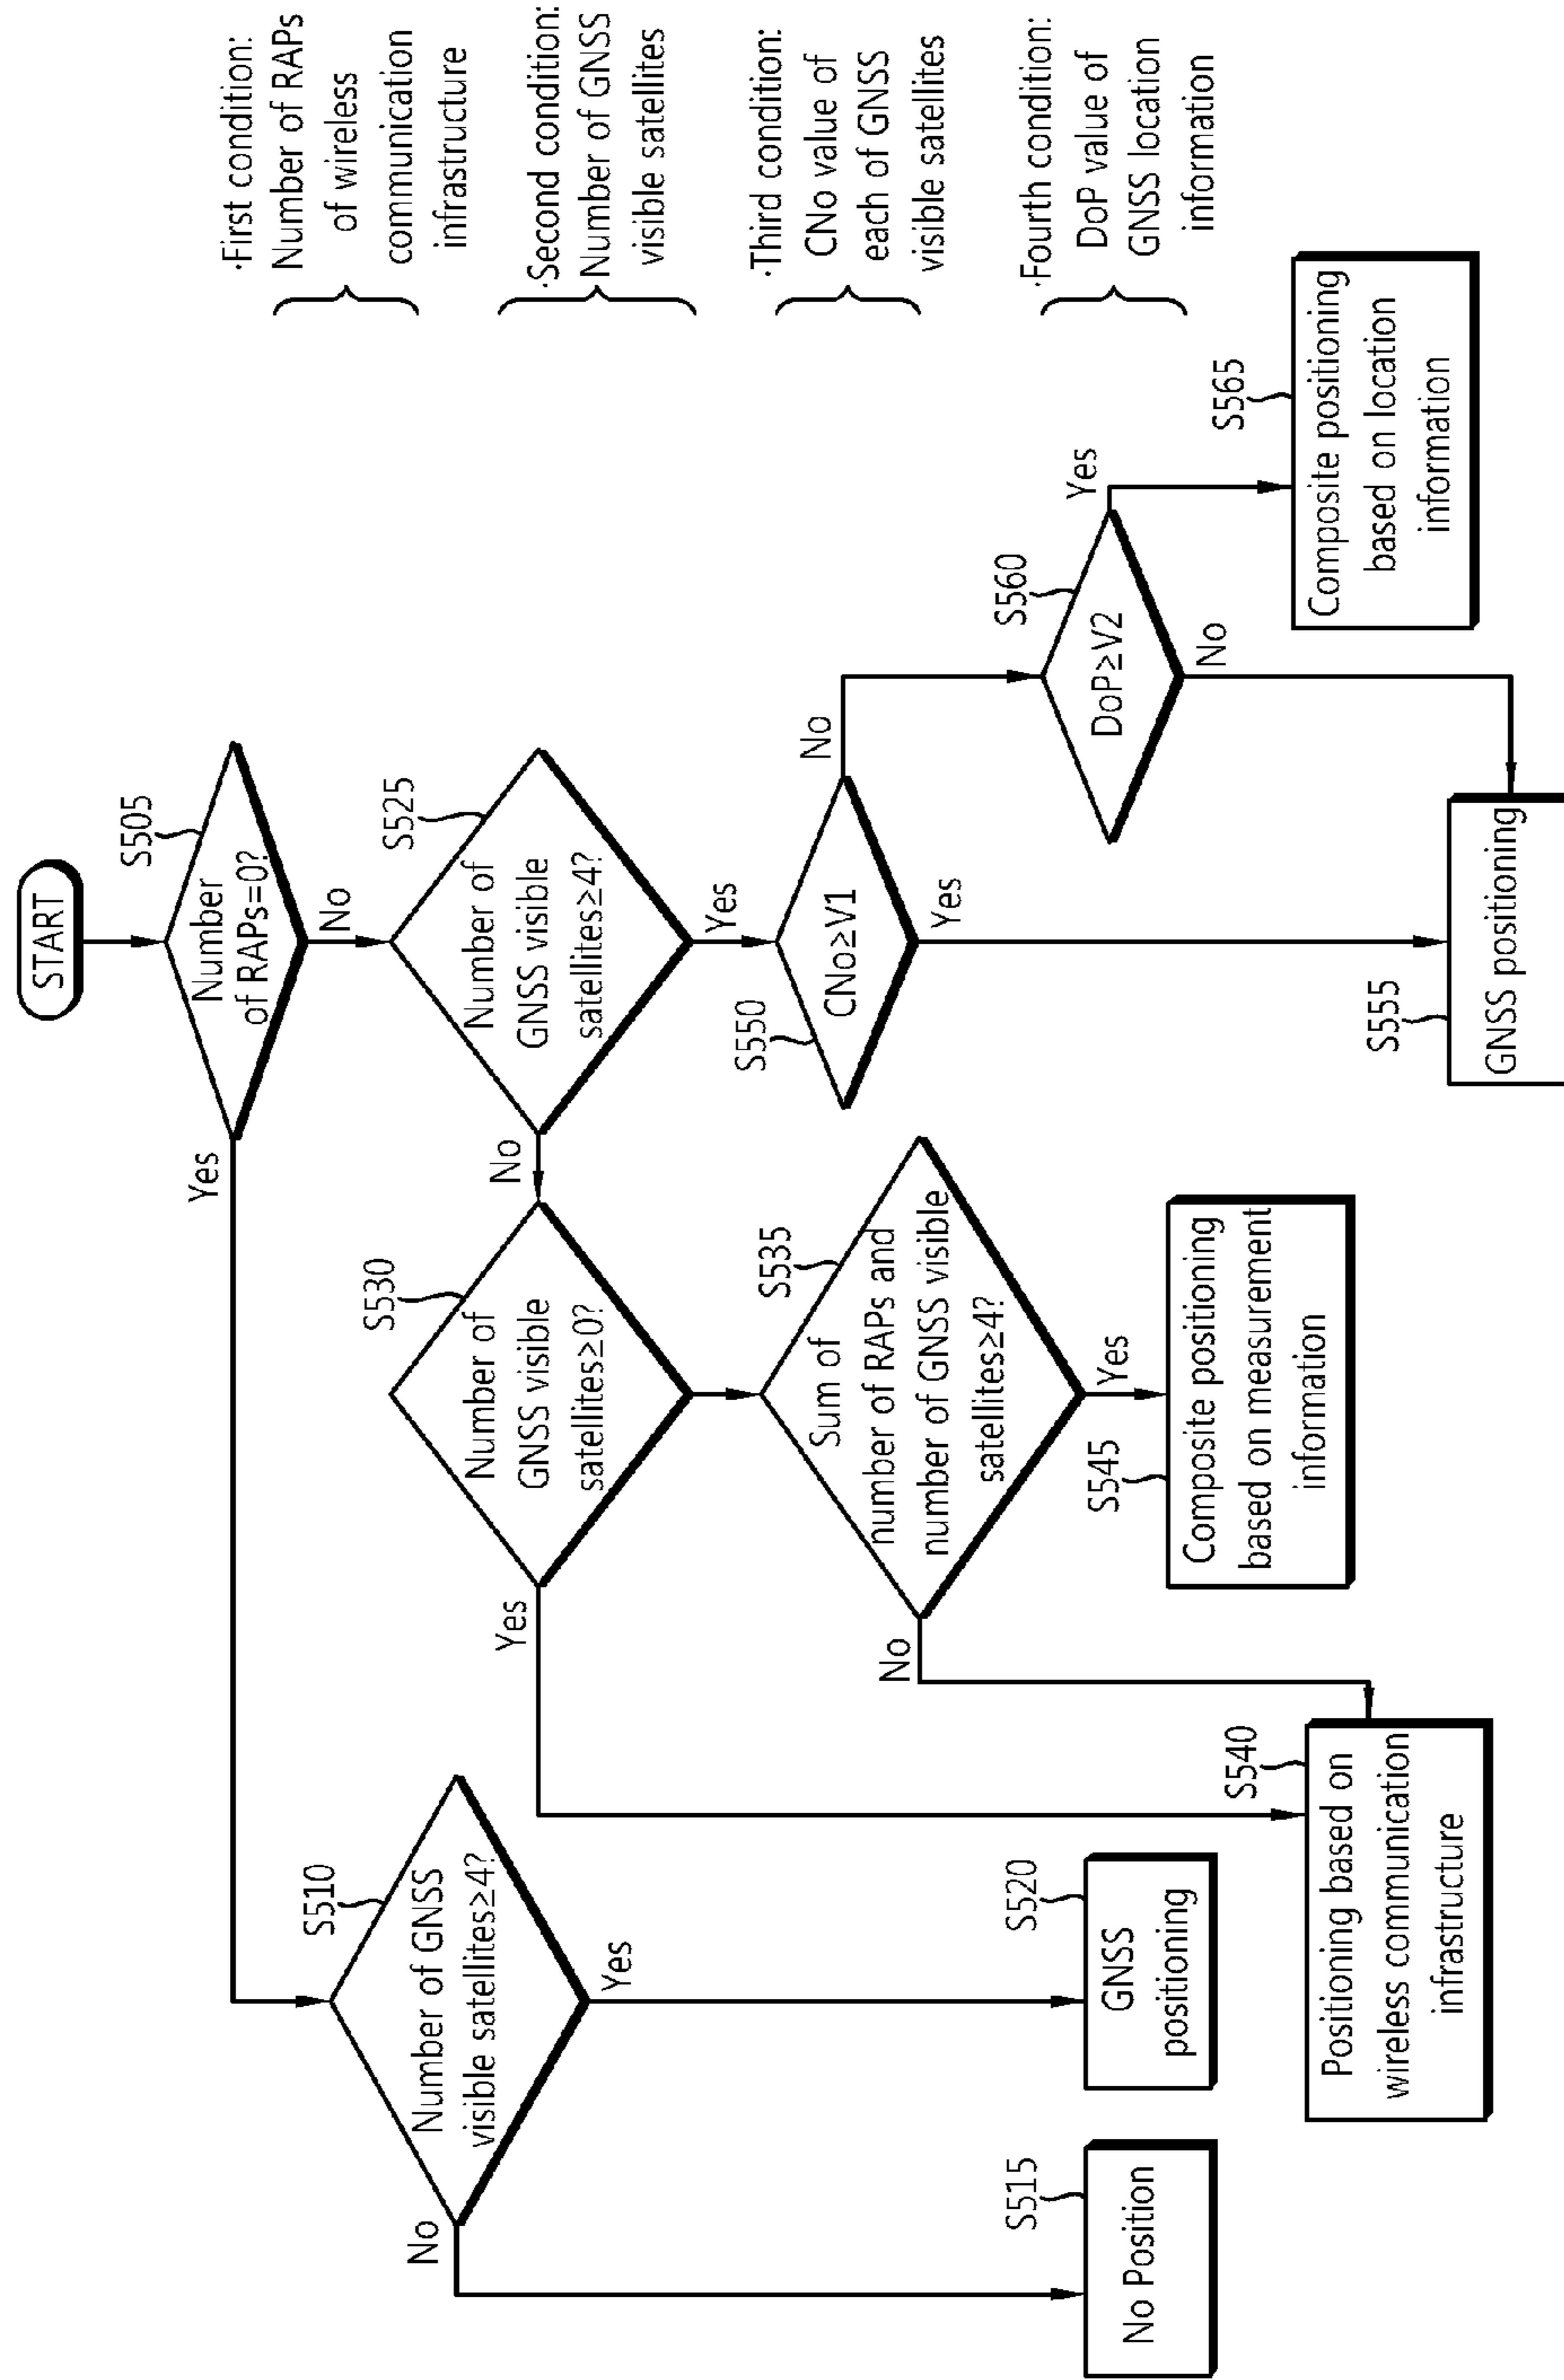 START
S505
Number
of RAPs=0?
Yes
No
·First condition:
Number of RAPs
of wireless
communication
infrastructure
S510
Number of GNSS
visible satellites≥4?
No
Yes
S530
Number of
GNSS visible
satellites≥0?
Yes
S525
Number of
GNSS visible
satellites≥4?
No
Yes
·Second condition:
Number of GNSS
visible satellites
S535
Sum of
number of RAPs and
number of GNSS visible
satellites≥4?
No
Yes
S550
CNo≥V1
No
Yes
·Third condition:
CNo value of
each of GNSS
visible satellites
S515
No Position
S520
GNSS
positioning
S545
Composite positioning
based on measurement
information
S560
DoP≥V2
Yes
No
·Fourth condition:
DoP value of
GNSS location
information
S540
Positioning based on
wireless communication
infrastructure
S555
GNSS positioning
S565
Composite positioning
based on location
information